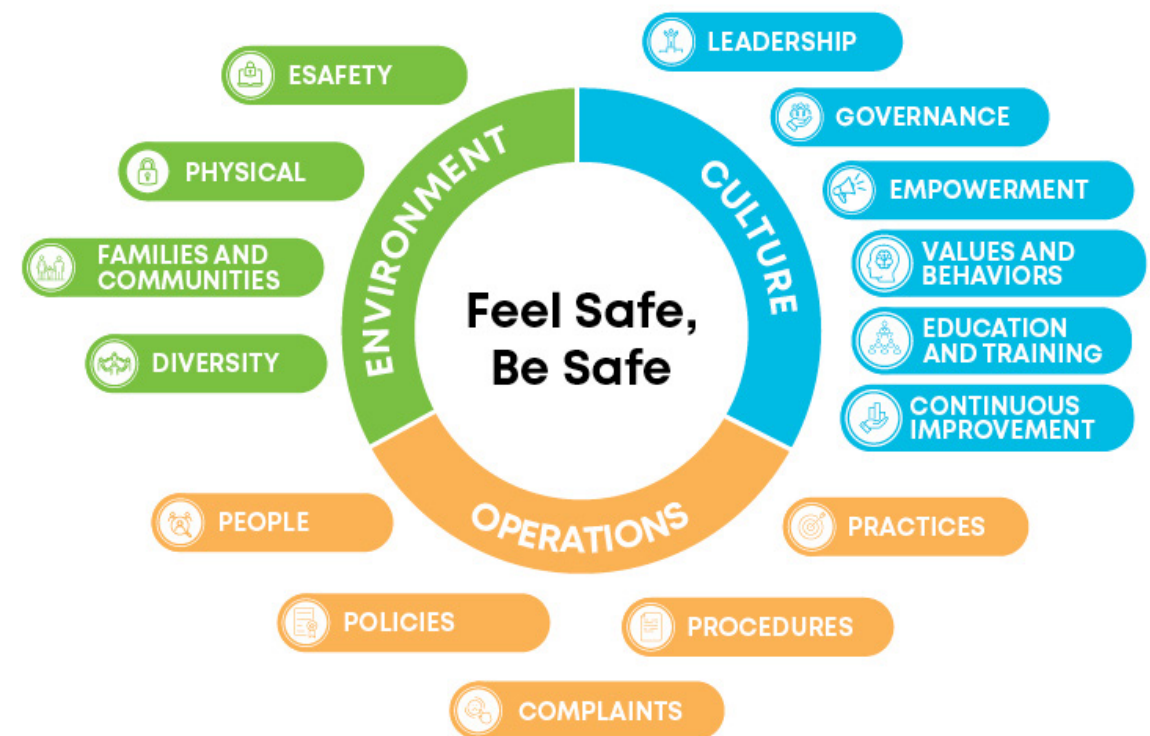 LEADERSHIP
ESAFETY
GOVERNANCE
PHYSICAL
EMPOWERMENT
FAMILIES AND
COMMUNITIES
VALUES AND
BEHAVIORS
DIVERSITY
EDUCATION
AND TRAINING
CONTINUOUS
IMPROVEMENT
ENVIRONMENT
CULTURE
Feel Safe,
Be Safe
OPERATIONS
PEOPLE
PRACTICES
POLICIES
PROCEDURES
COMPLAINTS